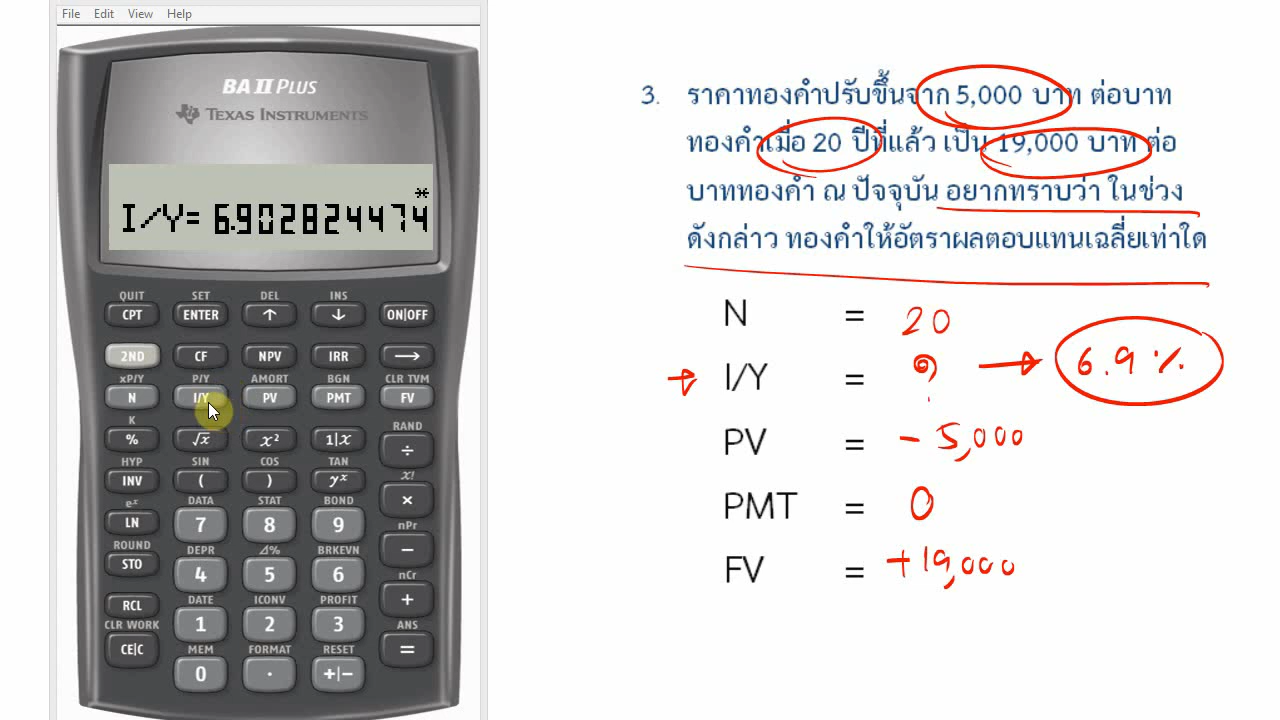 File Edit View Help
BA II PLUS
TEXAS INSTRUMENTS
*
I/Y= 6.902824474
QUIT SET DEL INS
CPT ENTER ↑ ↓ ON|OFF
2ND CF NPV IRR →
xP/Y P/Y AMORT BGN CLR TVM
N I/Y PV PMT FV
K RAND
% √x x² 1|x ÷
HYP SIN COS TAN x!
INV ( ) yˣ ×
eˣ DATA STAT BOND nPr
LN 7 8 9 −
ROUND DEPR Δ% BRKEVN nCr
STO 4 5 6 +
DATE ICONV PROFIT ANS
RCL 1 2 3 =
CLR WORK MEM FORMAT RESET
CE|C 0 . +|−
3. ราคาทองคำปรับขึ้นจาก 5,000 บาท ต่อบาท
ทองคำเมื่อ 20 ปีที่แล้ว เป็น 19,000 บาท ต่อ
บาททองคำ ณ ปัจจุบัน อยากทราบว่า ในช่วง
ดังกล่าว ทองคำให้อัตราผลตอบแทนเฉลี่ยเท่าใด
N = 20
→ I/Y = ? → 6.9 %
PV = - 5,000
PMT = 0
FV = +19,000